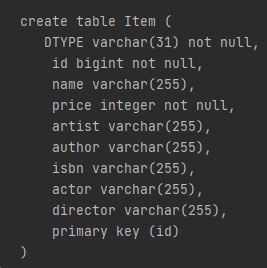 create table Item (
DTYPE varchar(31) not null,
id bigint not null,
name varchar(255),
price integer not null,
artist varchar(255),
author varchar(255),
isbn varchar(255),
actor varchar(255),
director varchar(255),
primary key (id)
)